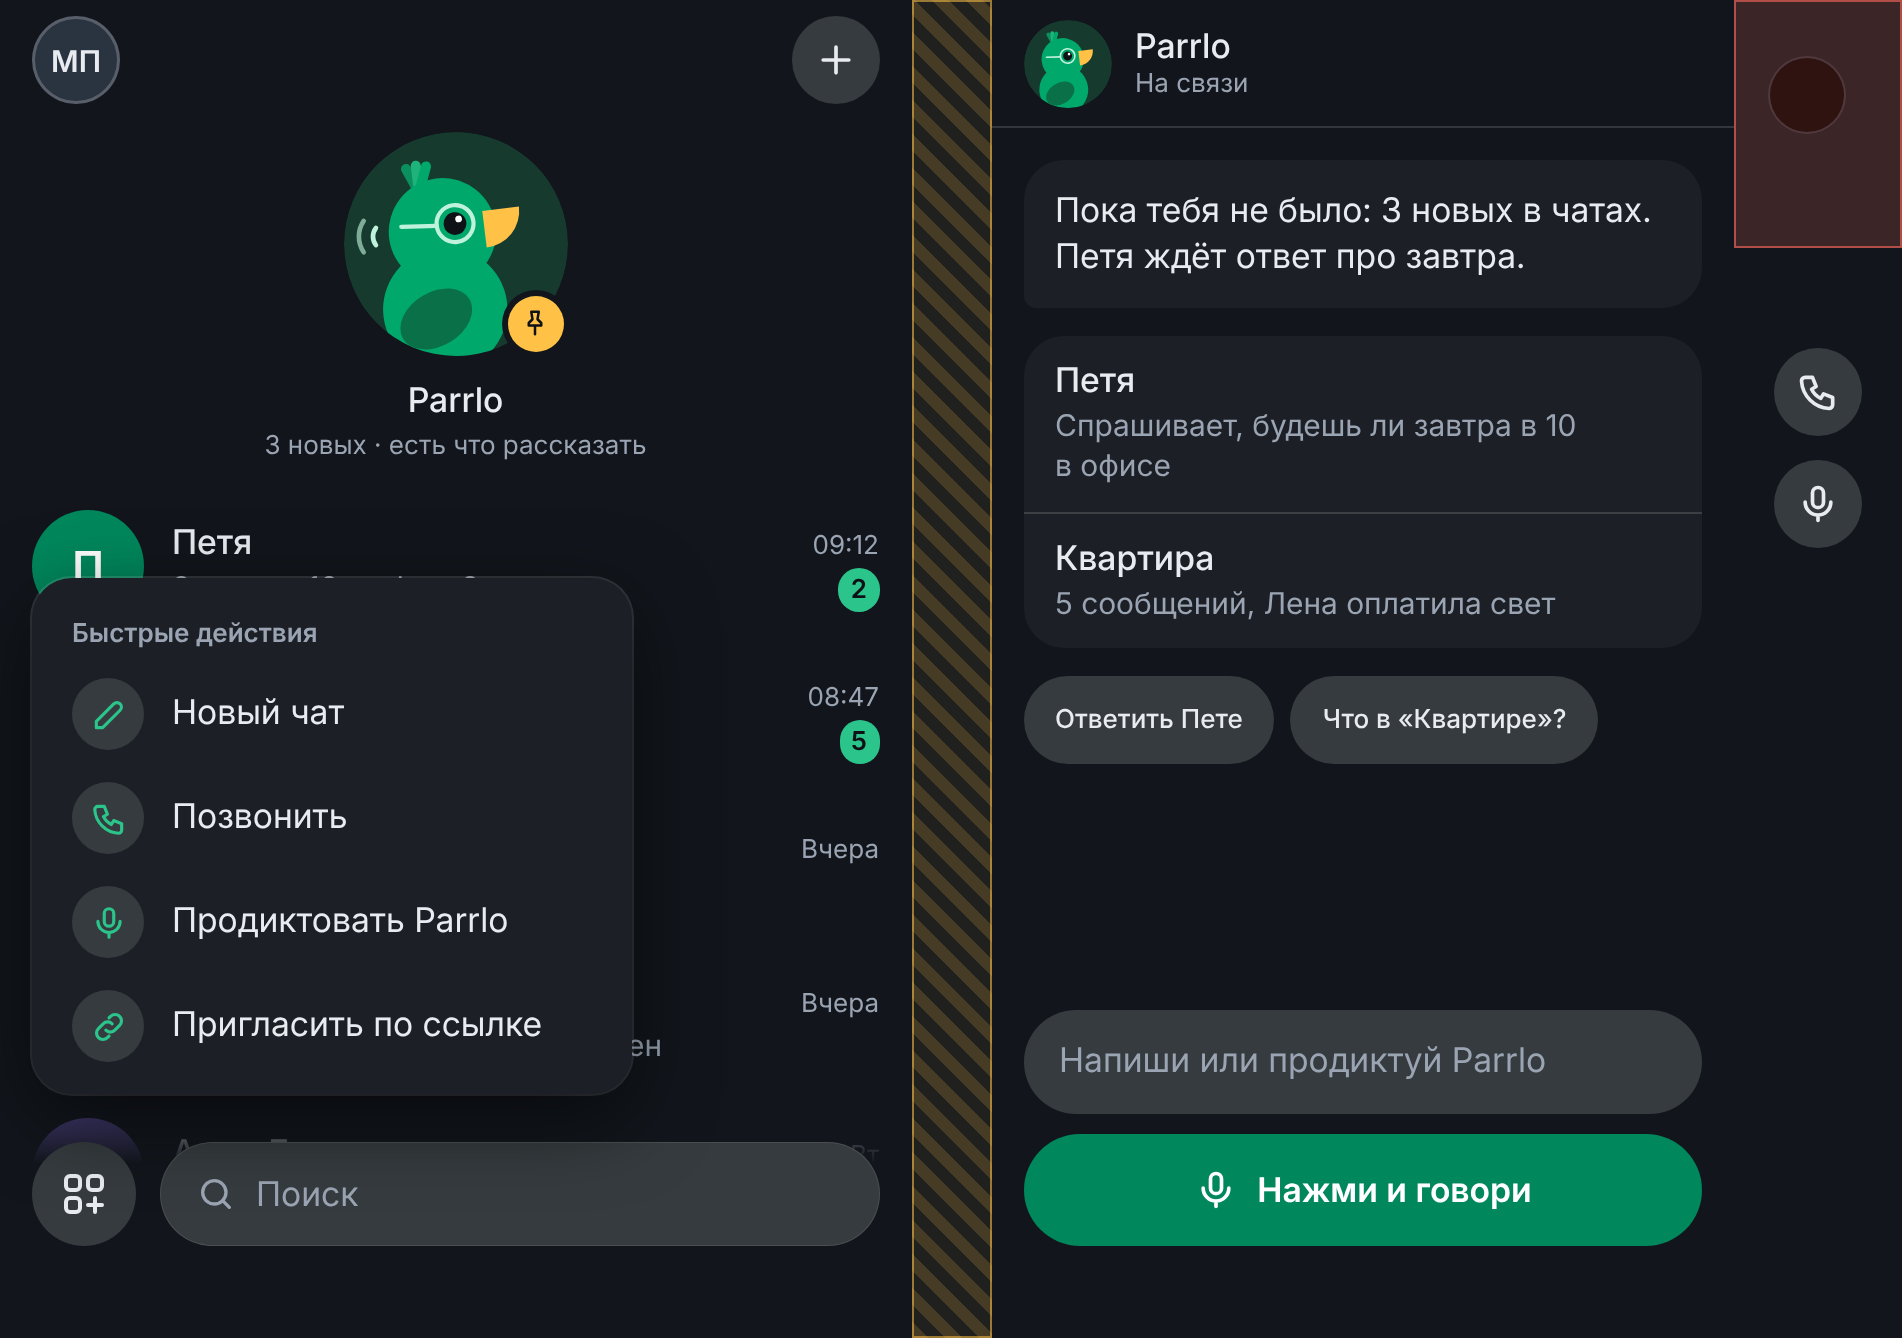 МП
Parrlo
3 новых · есть что рассказать
Петя
09:12
П
2
Быстрые действия
Новый чат
08:47
5
Позвонить
Вчера
Продиктовать Parrlo
Вчера
Пригласить по ссылке
ен
Поиск
Parrlo
На связи
Пока тебя не было: 3 новых в чатах.
Петя ждёт ответ про завтра.
Петя
Спрашивает, будешь ли завтра в 10
в офисе
Квартира
5 сообщений, Лена оплатила свет
Ответить Пете
Что в «Квартире»?
Напиши или продиктуй Parrlo
Нажми и говори